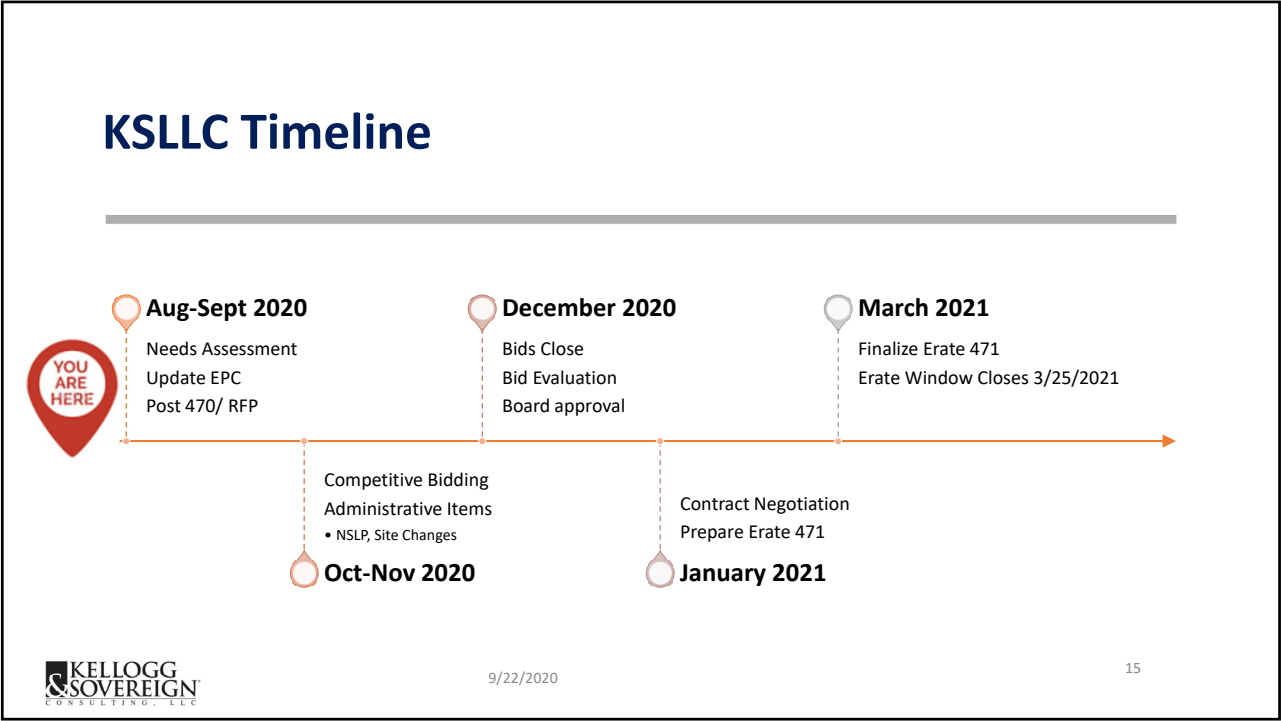 KSLLC Timeline
YOU
ARE
HERE
Aug-Sept 2020
Needs Assessment
Update EPC
Post 470/ RFP
Competitive Bidding
Administrative Items
• NSLP, Site Changes
Oct-Nov 2020
December 2020
Bids Close
Bid Evaluation
Board approval
Contract Negotiation
Prepare Erate 471
January 2021
March 2021
Finalize Erate 471
Erate Window Closes 3/25/2021
KELLOGG
&SOVEREIGN
CONSULTING, LLC
9/22/2020
15